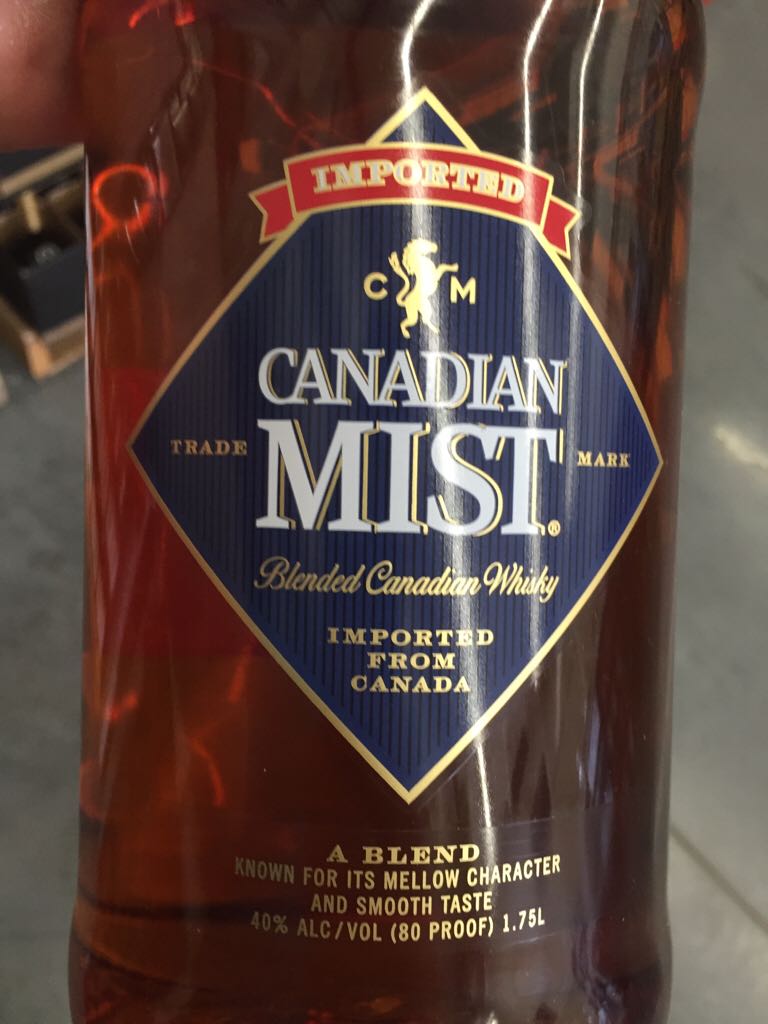 IMPORTED
C M
CANADIAN
TRADE MIST® MARK
Blended Canadian Whisky
IMPORTED
FROM
CANADA
A BLEND
KNOWN FOR ITS MELLOW CHARACTER
AND SMOOTH TASTE
40% ALC/VOL (80 PROOF) 1.75L